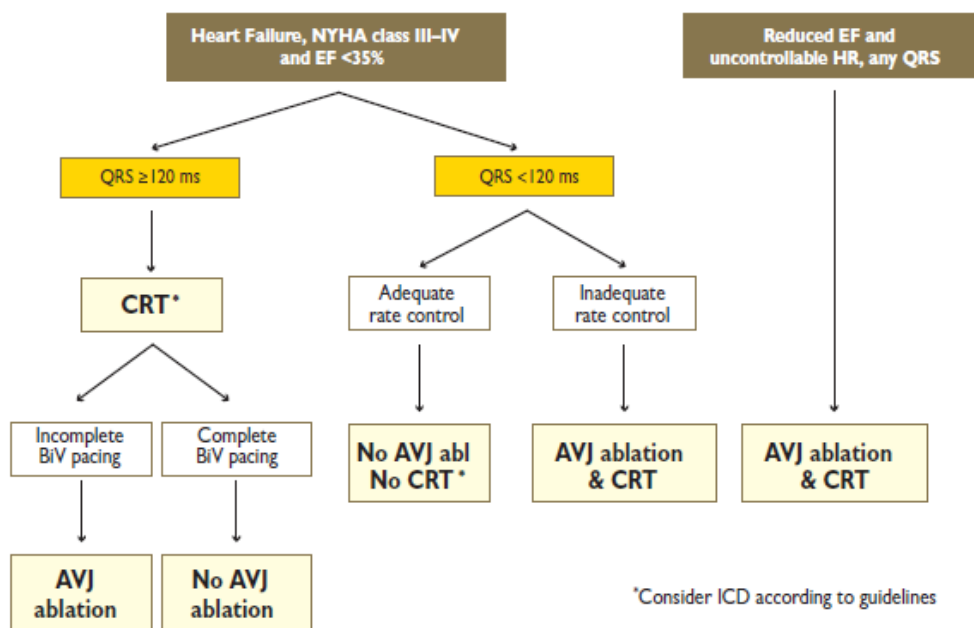 Heart Failure, NYHA class III–IV
and EF <35%
Reduced EF and
uncontrollable HR, any QRS
QRS ≥120 ms
QRS <120 ms
CRT*
Adequate
rate control
Inadequate
rate control
Incomplete
BiV pacing
Complete
BiV pacing
No AVJ abl
No CRT*
AVJ ablation
& CRT
AVJ ablation
& CRT
AVJ
ablation
No AVJ
ablation
*Consider ICD according to guidelines